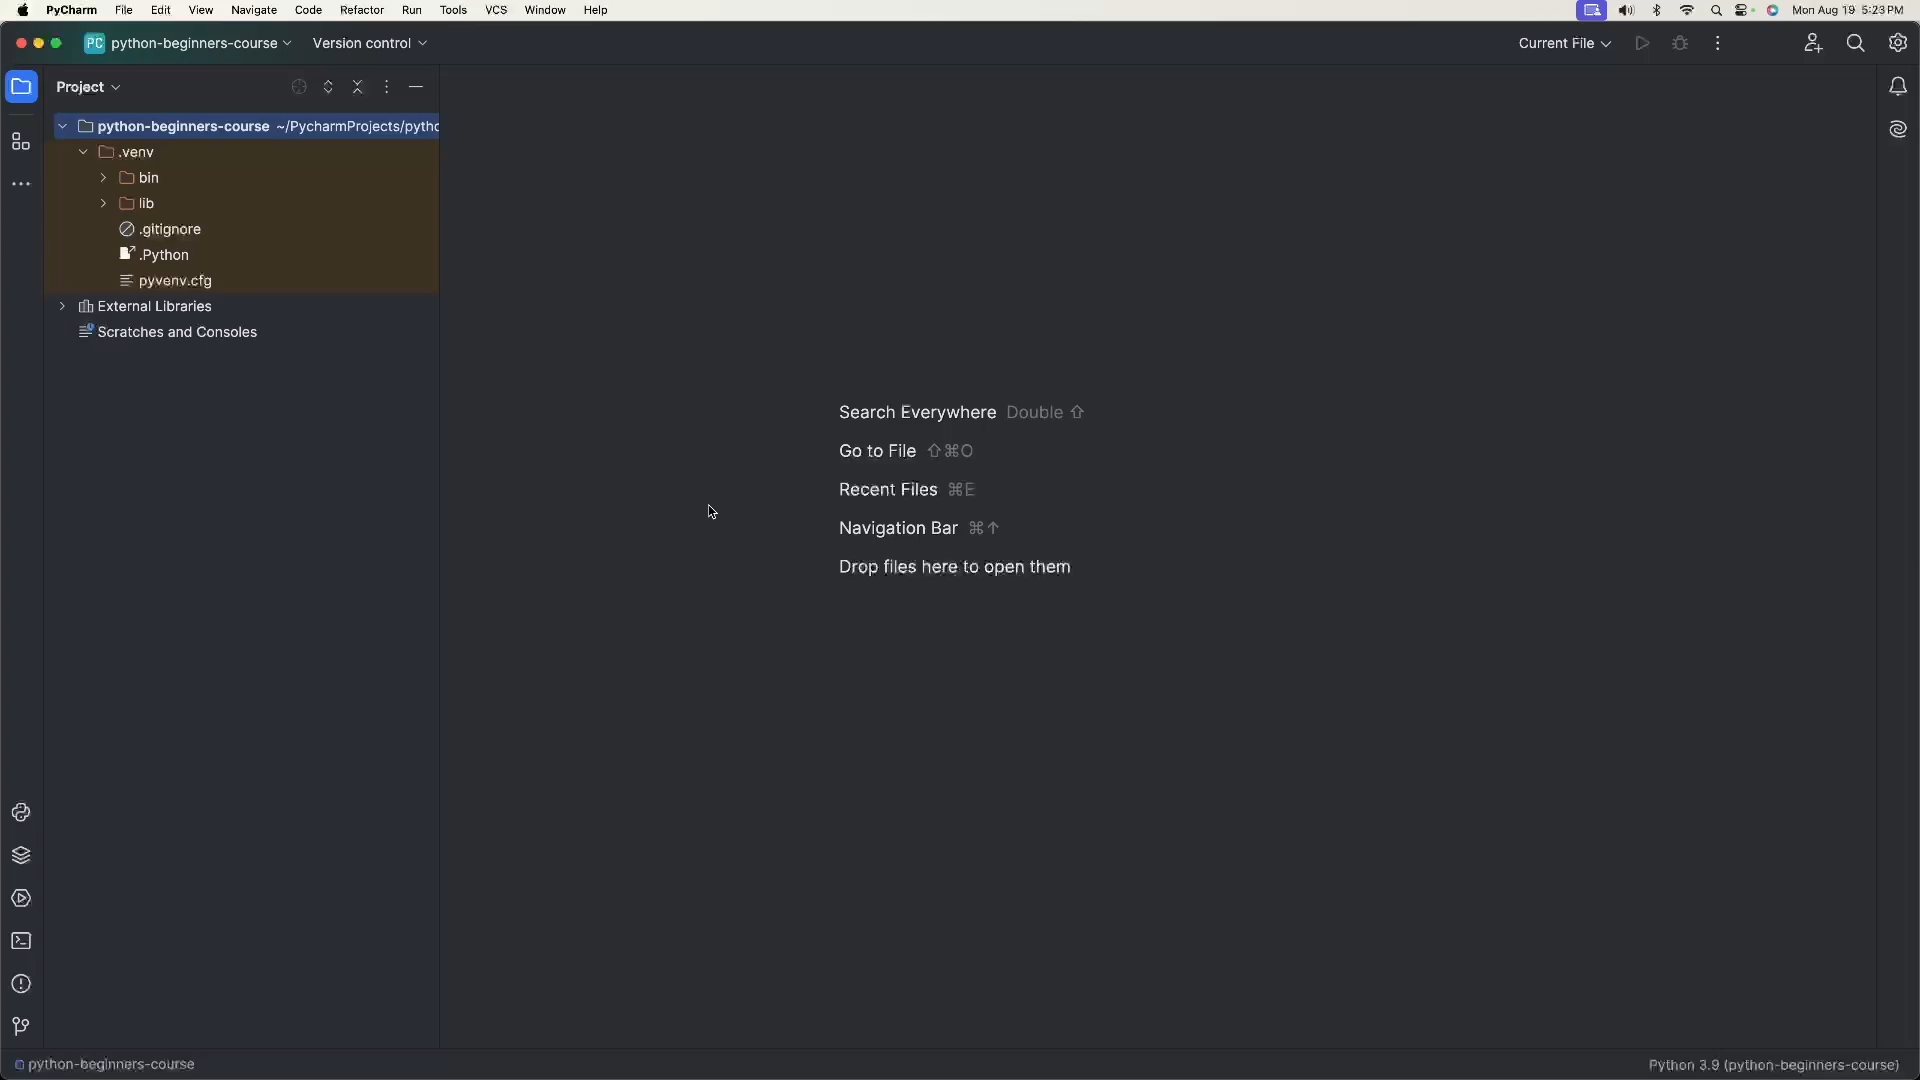 PyCharm File Edit View Navigate Code Refactor Run Tools VCS Window Help Mon Aug 19 5:23 PM
PC python-beginners-course Version control Current File
Project
python-beginners-course ~/PycharmProjects/pytho
.venv
bin
lib
.gitignore
.Python
pyvenv.cfg
External Libraries
Scratches and Consoles
Search Everywhere Double ⇧
Go to File ⇧⌘O
Recent Files ⌘E
Navigation Bar ⌘↑
Drop files here to open them
python-beginners-course Python 3.9 (python-beginners-course)